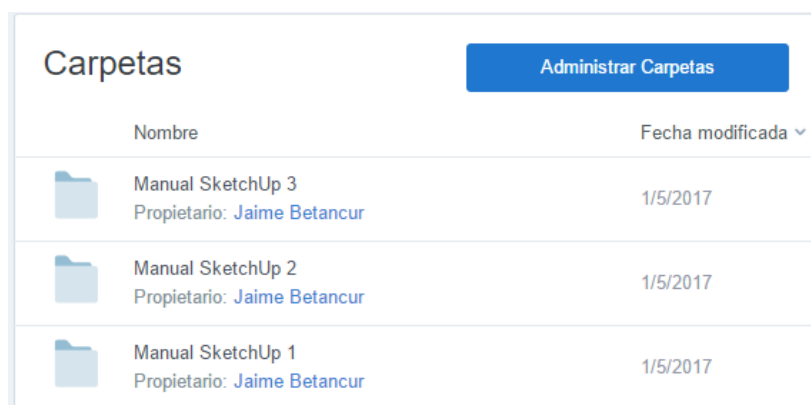 Carpetas
Administrar Carpetas
Nombre
Fecha modificada
Manual SketchUp 3
Propietario: Jaime Betancur
1/5/2017
Manual SketchUp 2
Propietario: Jaime Betancur
1/5/2017
Manual SketchUp 1
Propietario: Jaime Betancur
1/5/2017